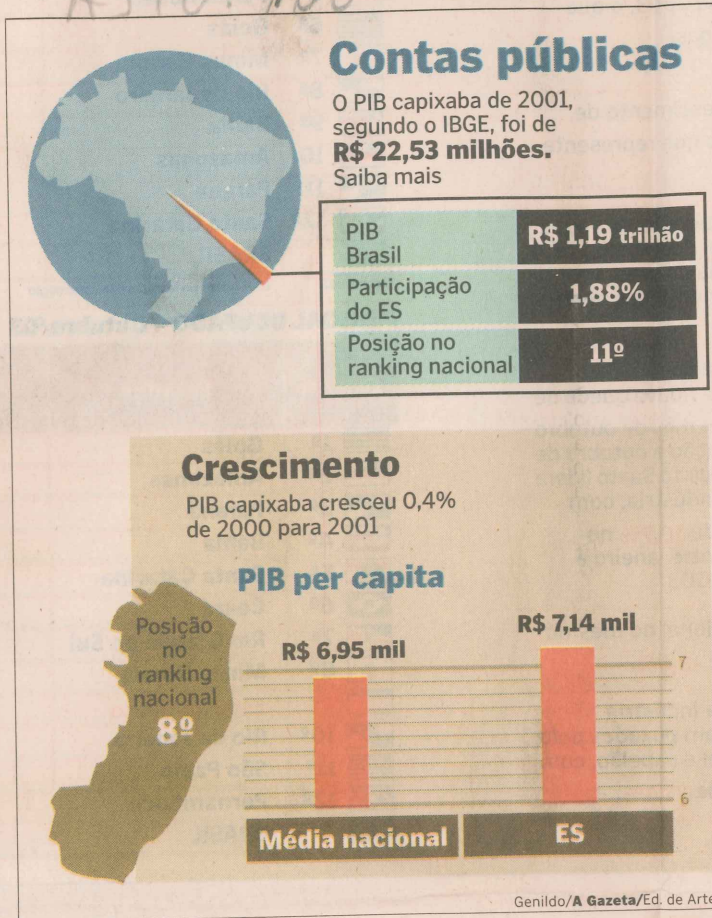 Contas públicas
O PIB capixaba de 2001,
segundo o IBGE, foi de
R$ 22,53 milhões.
Saiba mais
PIB
Brasil
R$ 1,19 trilhão
Participação
do ES
1,88%
Posição no
ranking nacional
11º
Crescimento
PIB capixaba cresceu 0,4%
de 2000 para 2001
PIB per capita
Posição
no
ranking
nacional
8º
R$ 6,95 mil
R$ 7,14 mil
7
6
Média nacional
ES
Genildo/A Gazeta/Ed. de Arte